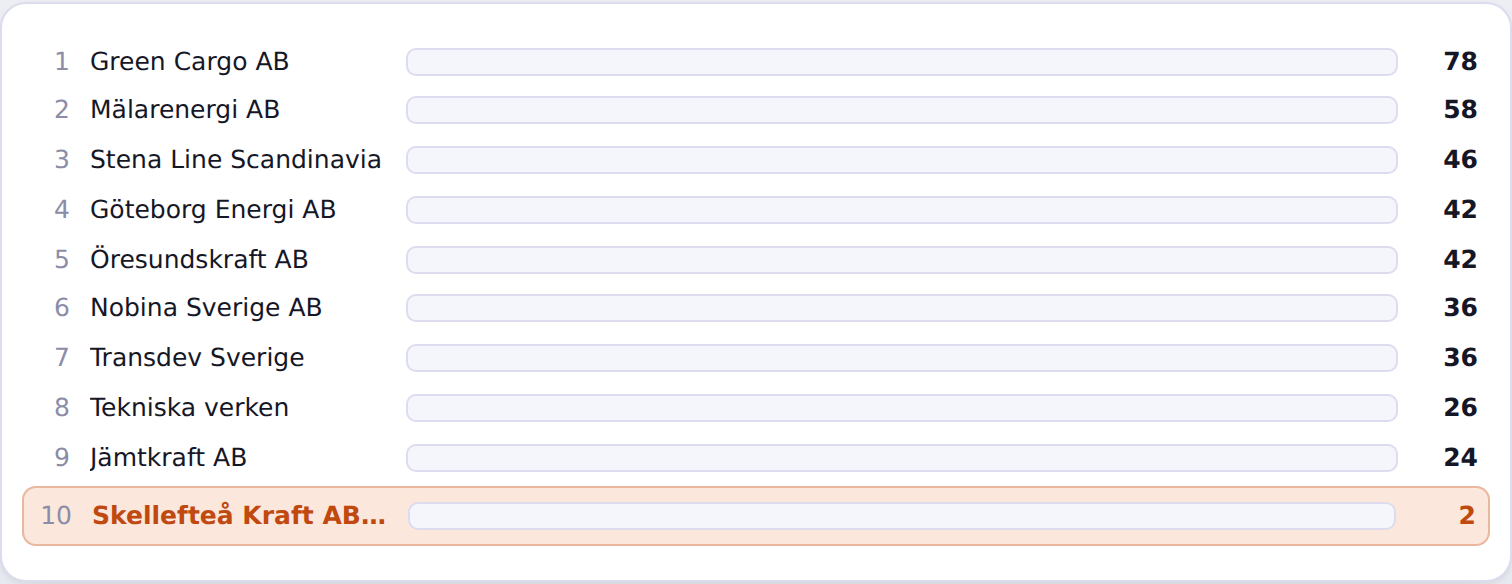 1 Green Cargo AB 78
2 Mälarenergi AB 58
3 Stena Line Scandinavia 46
4 Göteborg Energi AB 42
5 Öresundskraft AB 42
6 Nobina Sverige AB 36
7 Transdev Sverige 36
8 Tekniska verken 26
9 Jämtkraft AB 24
10 Skellefteå Kraft AB… 2